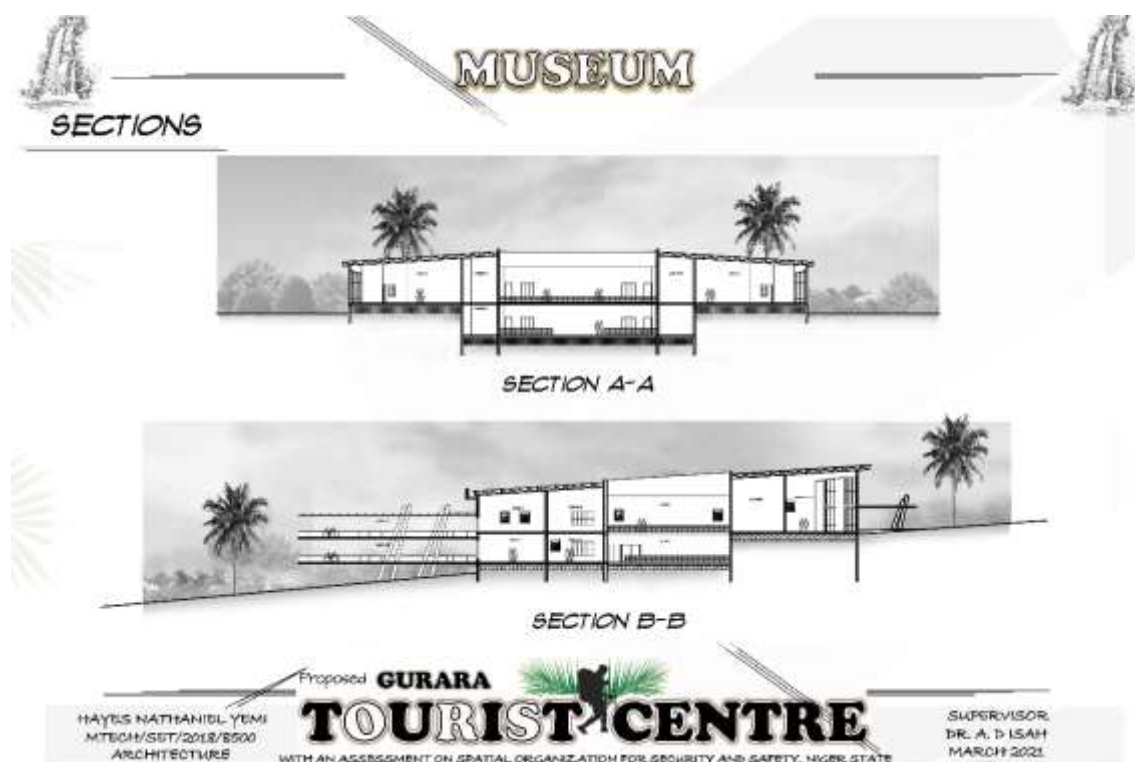 MUSEUM
SECTIONS
SECTION A-A
SECTION B-B
Proposed GURARA
TOURIST CENTRE
WITH AN ASSESSMENT ON SPATIAL ORGANIZATION FOR SECURITY AND SAFETY, NIGER STATE
HAYES NATHANIEL YEMI
MTECH/SET/2018/8500
ARCHITECTURE
SUPERVISOR
DR. A. D ISAH
MARCH 2021